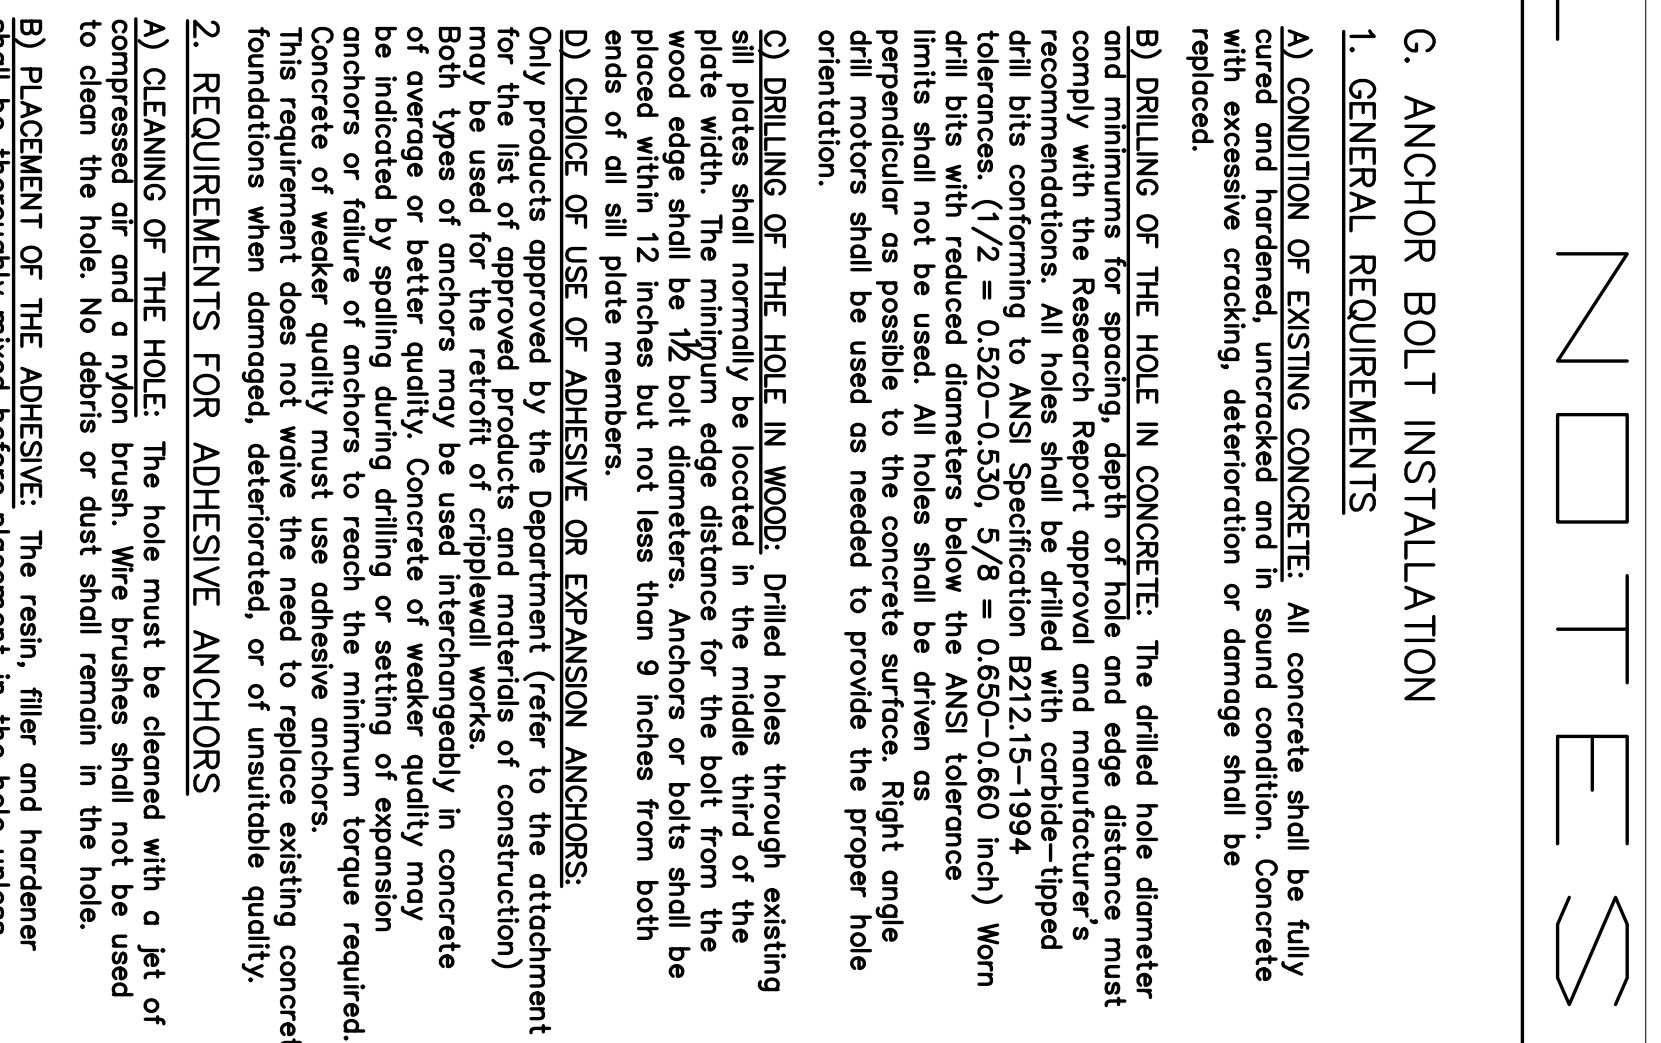 NOTES
G. ANCHOR BOLT INSTALLATION
1. GENERAL REQUIREMENTS
A) CONDITION OF EXISTING CONCRETE: All concrete shall be fully
cured and hardened, uncracked and in sound condition. Concrete
with excessive cracking, deterioration or damage shall be
replaced.
B) DRILLING OF THE HOLE IN CONCRETE: The drilled hole diameter
and minimums for spacing, depth of hole and edge distance must
comply with the Research Report approval and manufacturer's
recommendations. All holes shall be drilled with carbide-tipped
drill bits conforming to ANSI Specification B212.15-1994
tolerances. (1/2 = 0.520-0.530, 5/8 = 0.650-0.660 inch) Worn
drill bits with reduced diameters below the ANSI tolerance
limits shall not be used. All holes shall be driven as
perpendicular as possible to the concrete surface. Right angle
drill motors shall be used as needed to provide the proper hole
orientation.
C) DRILLING OF THE HOLE IN WOOD: Drilled holes through existing
sill plates shall normally be located in the middle third of the
plate width. The minimum edge distance for the bolt from the
wood edge shall be 1½ bolt diameters. Anchors or bolts shall be
placed within 12 inches but not less than 9 inches from both
ends of all sill plate members.
D) CHOICE OF USE OF ADHESIVE OR EXPANSION ANCHORS:
Only products approved by the Department (refer to the attachment
for the list of approved products and materials of construction)
may be used for the retrofit of cripplewall works.
Both types of anchors may be used interchangeably in concrete
of average or better quality. Concrete of weaker quality may
be indicated by spalling during drilling or setting of expansion
anchors or failure of anchors to reach the minimum torque required.
Concrete of weaker quality must use adhesive anchors.
This requirement does not waive the need to replace existing concret
foundations when damaged, deteriorated, or of unsuitable quality.
2. REQUIREMENTS FOR ADHESIVE ANCHORS
A) CLEANING OF THE HOLE: The hole must be cleaned with a jet of
compressed air and a nylon brush. Wire brushes shall not be used
to clean the hole. No debris or dust shall remain in the hole.
B) PLACEMENT OF THE ADHESIVE: The resin, filler and hardener
shall be thoroughly mixed before placement in the hole unless